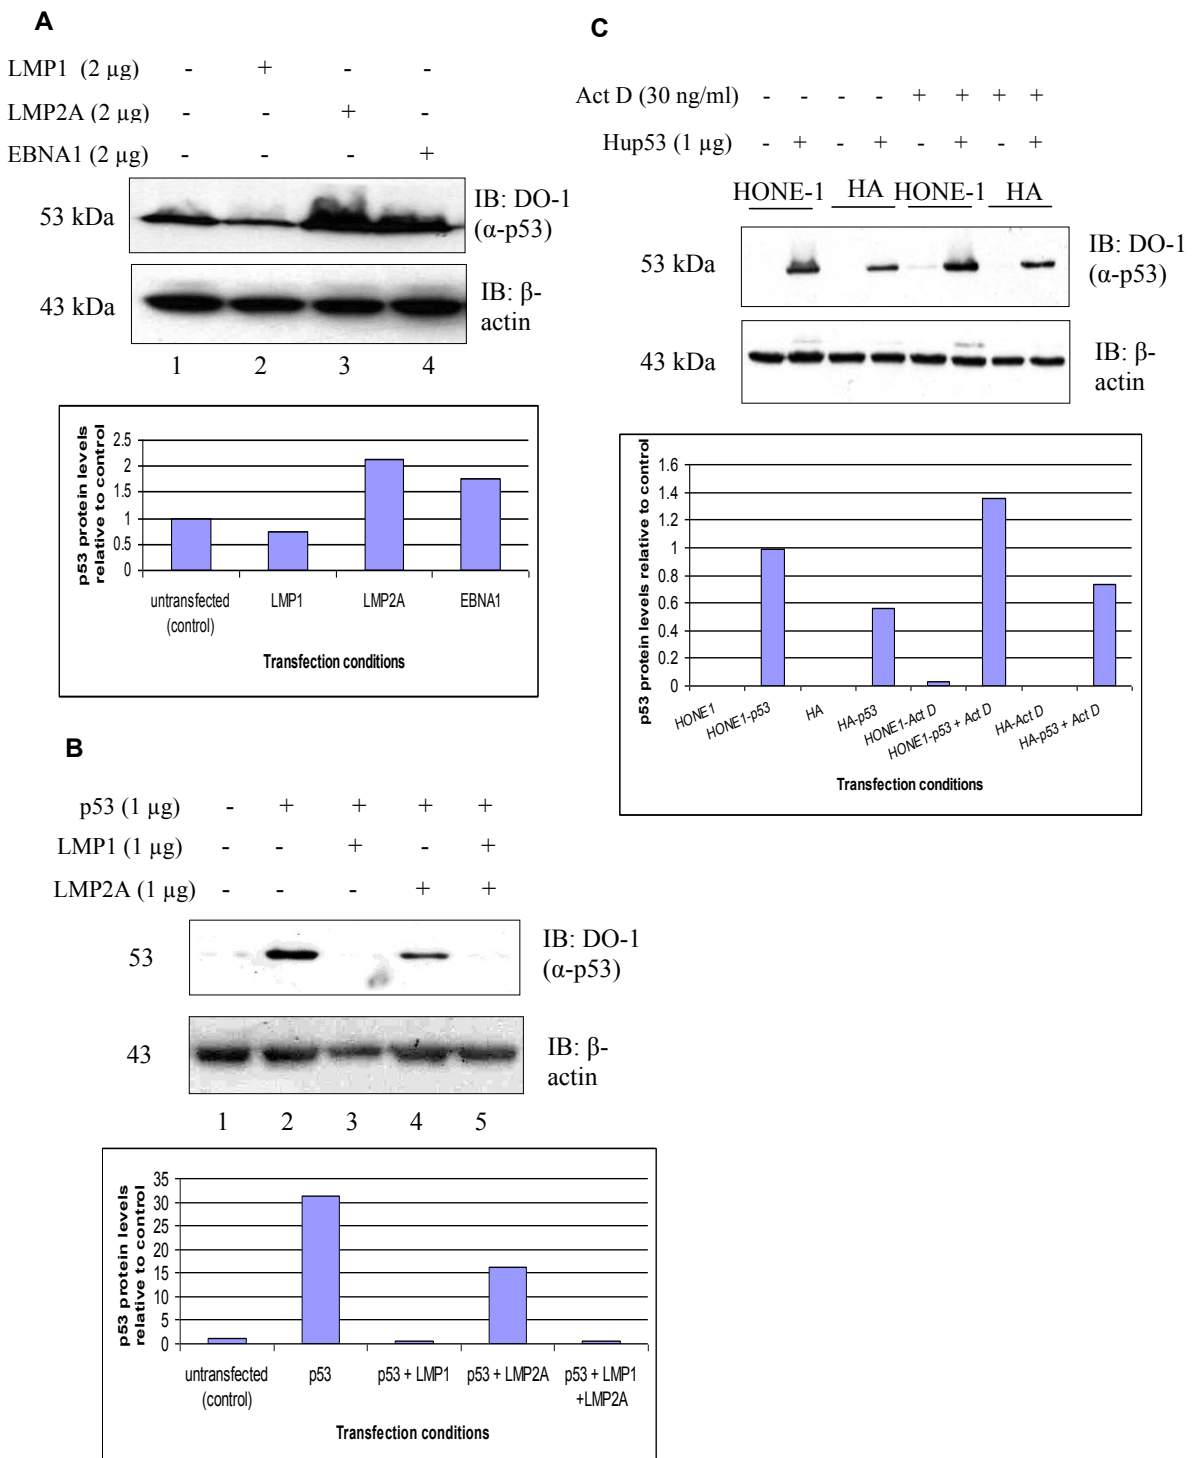 A
LMP1 (2 µg) - + - -
LMP2A (2 µg) - - + -
EBNA1 (2 µg) - - - +
53 kDa
IB: DO-1
(α-p53)
43 kDa
IB: β-
actin
1 2 3 4
p53 protein levels
relative to control
2.5
2
1.5
1
0.5
0
untransfected
(control)
LMP1
LMP2A
EBNA1
Transfection conditions
B
p53 (1 µg) - + + + +
LMP1 (1 µg) - - + - +
LMP2A (1 µg) - - - + +
53
IB: DO-1
(α-p53)
43
IB: β-
actin
1 2 3 4 5
p53 protein levels
relative to control
35
30
25
20
15
10
5
0
untransfected
(control)
p53
p53 + LMP1
p53 + LMP2A
p53 + LMP1
+LMP2A
Transfection conditions
C
Act D (30 ng/ml) - - - - + + + +
Hup53 (1 µg) - + - + - + - +
HONE-1 HA HONE-1 HA
53 kDa
IB: DO-1
(α-p53)
43 kDa
IB: β-
actin
p53 protein levels relative to control
1.6
1.4
1.2
1
0.8
0.6
0.4
0.2
0
HONE1
HONE1-p53
HA
HA-p53
HONE1-Act D
HONE1-p53 + Act D
HA-Act D
HA-p53 + Act D
Transfection conditions